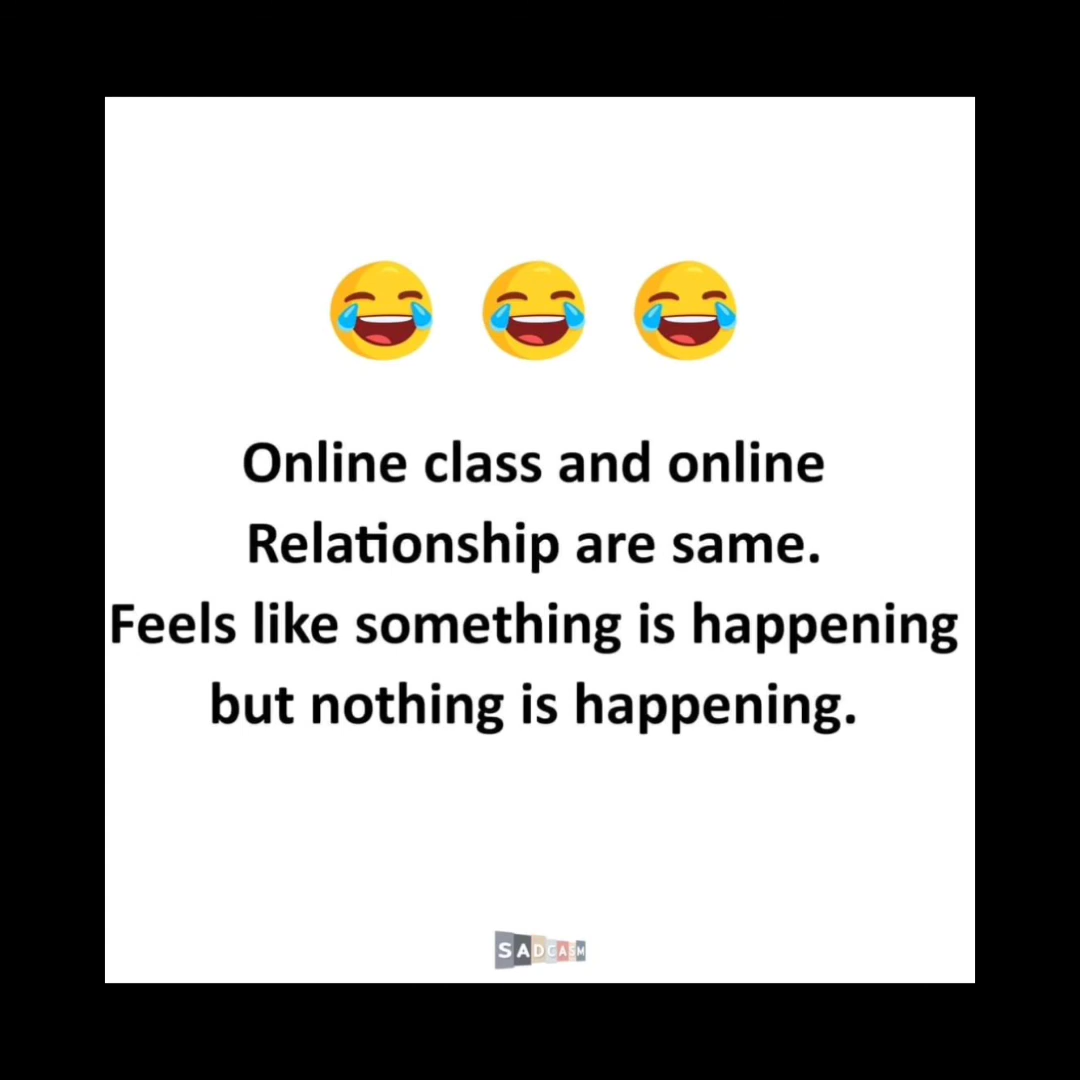 Online class and online
Relationship are same.
Feels like something is happening
but nothing is happening.
SADCASM